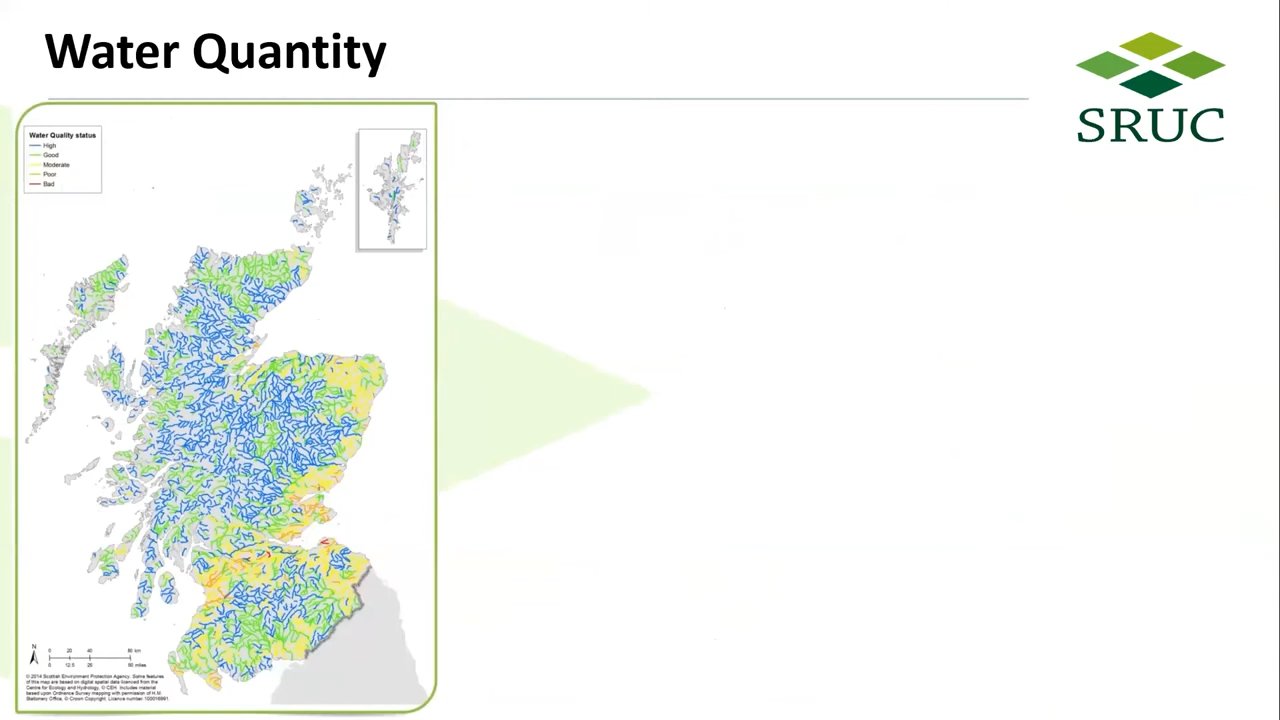 Water Quantity
SRUC
Water Quality status
High
Good
Moderate
Poor
Bad
N
0 20 40 80 km
0 12.5 25 50 miles
© 2014 Scottish Environment Protection Agency. Some features
of this map are based on digital spatial data licenced from the
Centre for Ecology and Hydrology, © CEH. Includes material
based upon Ordnance Survey mapping with permission of H.M.
Stationery Office. © Crown Copyright. Licence number 100016991.